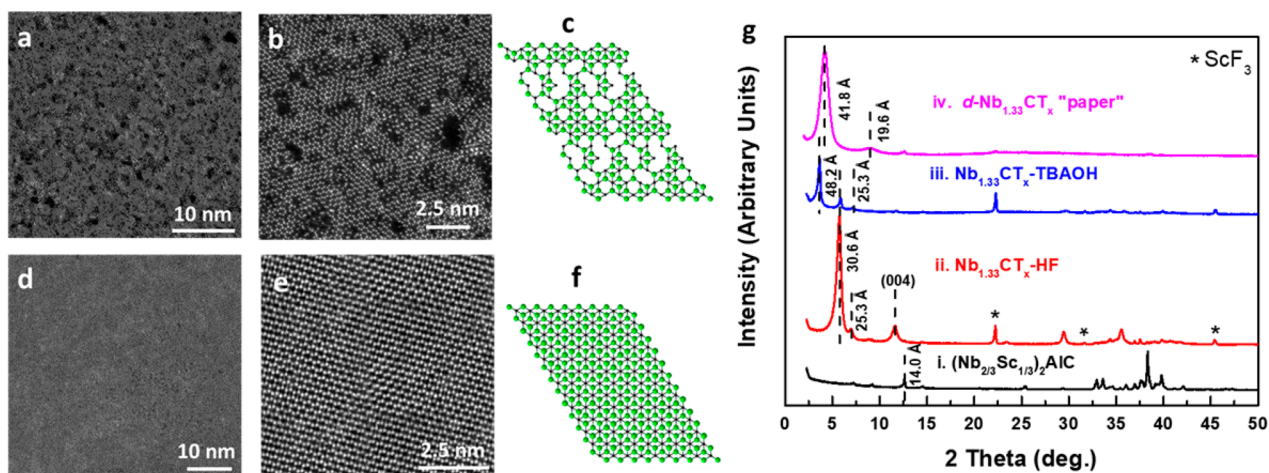 a
b
c
10 nm
2.5 nm
d
e
f
10 nm
2.5 nm
g
* ScF₃
iv. d-Nb₁.₃₃CTₓ "paper"
41.8 Å
19.6 Å
iii. Nb₁.₃₃CTₓ-TBAOH
48.2 Å
25.3 Å
ii. Nb₁.₃₃CTₓ-HF
30.6 Å
25.3 Å
(004)
*
*
*
i. (Nb₂/₃Sc₁/₃)₂AlC
14.0 Å
Intensity (Arbitrary Units)
0 5 10 15 20 25 30 35 40 45 50
2 Theta (deg.)